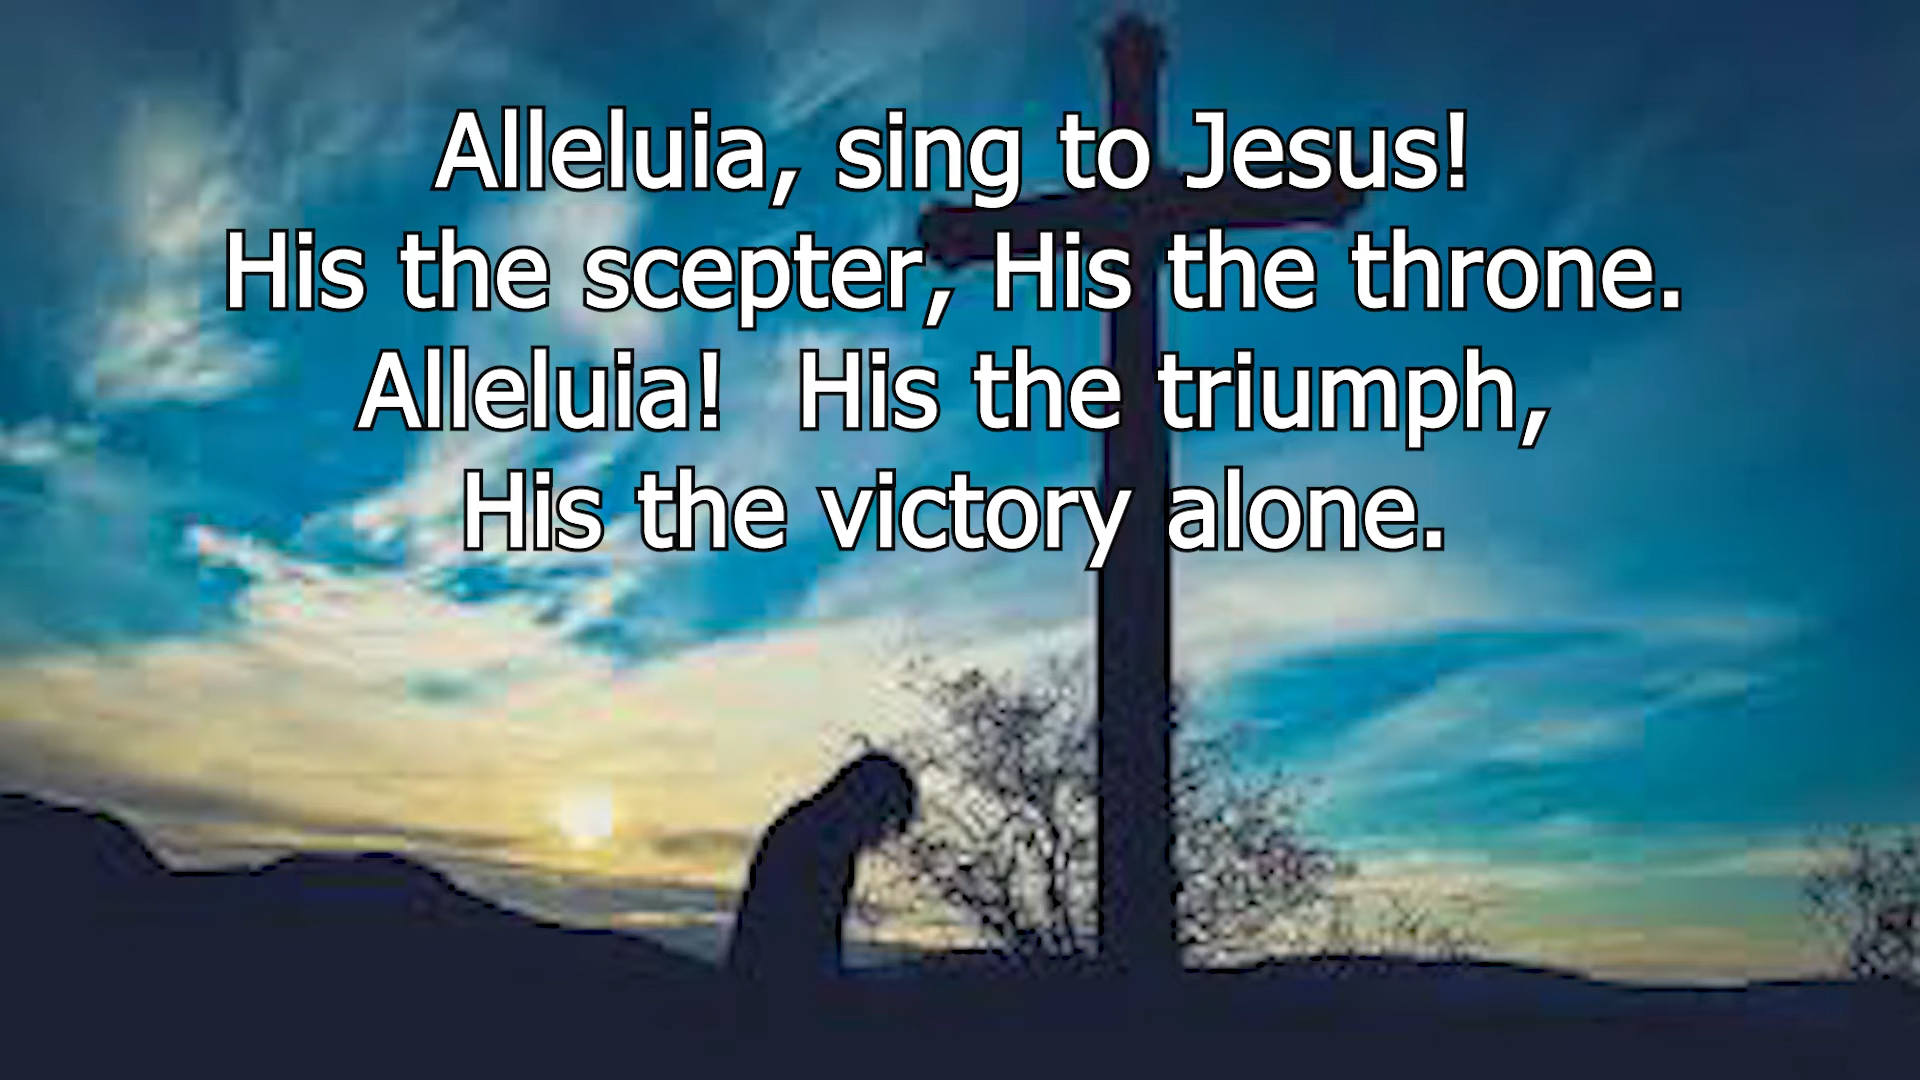 Alleluia, sing to Jesus!
His the scepter, His the throne.
Alleluia!  His the triumph,
His the victory alone.